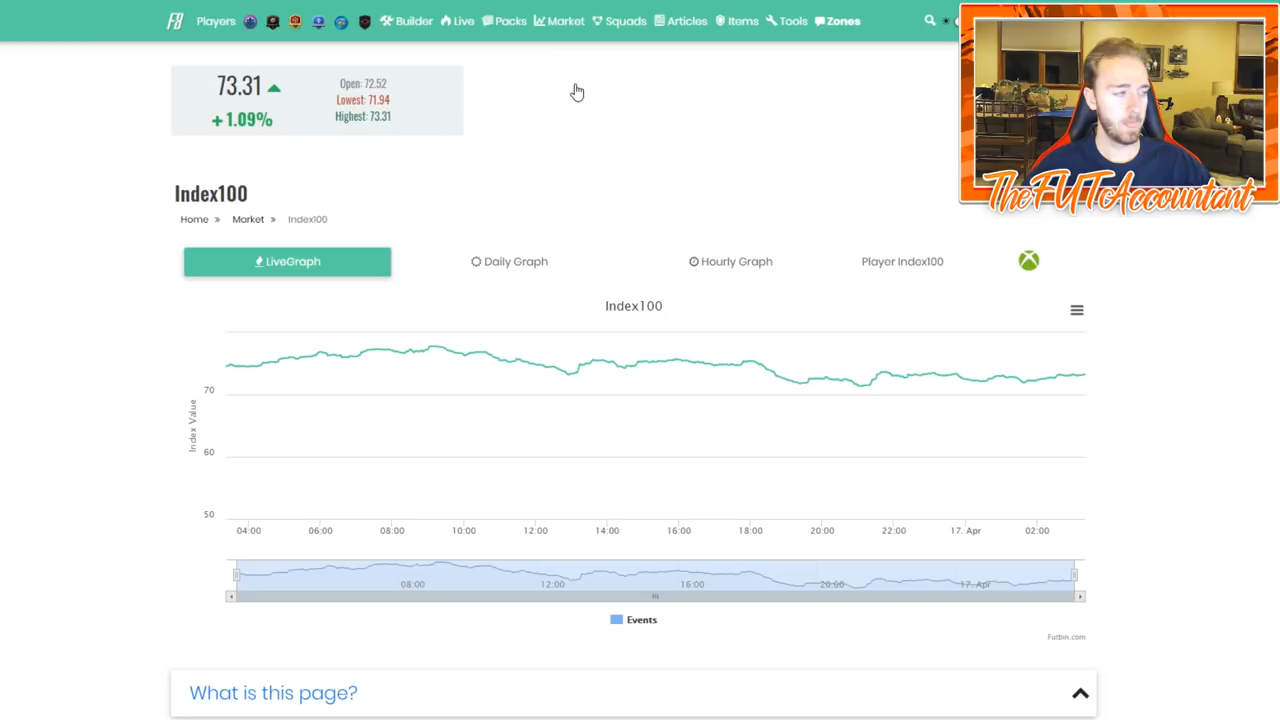 Players Builder Live Packs Market Squads Articles Items Tools Zones
73.31
+ 1.09%
Open: 72.52
Lowest: 71.94
Highest: 73.31
TheFUTAccountant
Index100
Home » Market » Index100
LiveGraph
Daily Graph
Hourly Graph
Player Index100
Index100
Index Value
70
60
50
04:00 06:00 08:00 10:00 12:00 14:00 16:00 18:00 20:00 22:00 17. Apr 02:00
08:00 12:00 16:00 20:00 17. Apr
Events
Futbin.com
What is this page?